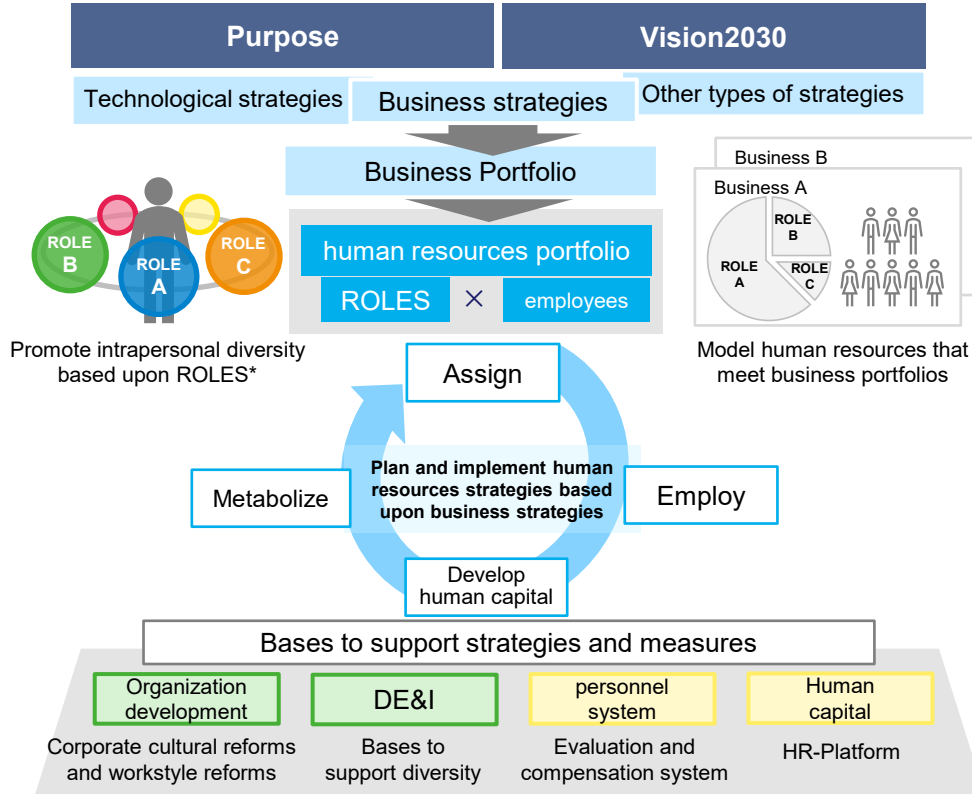 Purpose
Vision2030
Technological strategies
Business strategies
Other types of strategies
Business Portfolio
human resources portfolio
ROLES
×
employees
ROLE
B
ROLE
A
ROLE
C
Promote intrapersonal diversity
based upon ROLES*
Business B
Business A
ROLE
B
ROLE
A
ROLE
C
Model human resources that
meet business portfolios
Assign
Metabolize
Plan and implement human
resources strategies based
upon business strategies
Employ
Develop
human capital
Bases to support strategies and measures
Organization
development
DE&I
personnel
system
Human
capital
Corporate cultural reforms
and workstyle reforms
Bases to
support diversity
Evaluation and
compensation system
HR-Platform